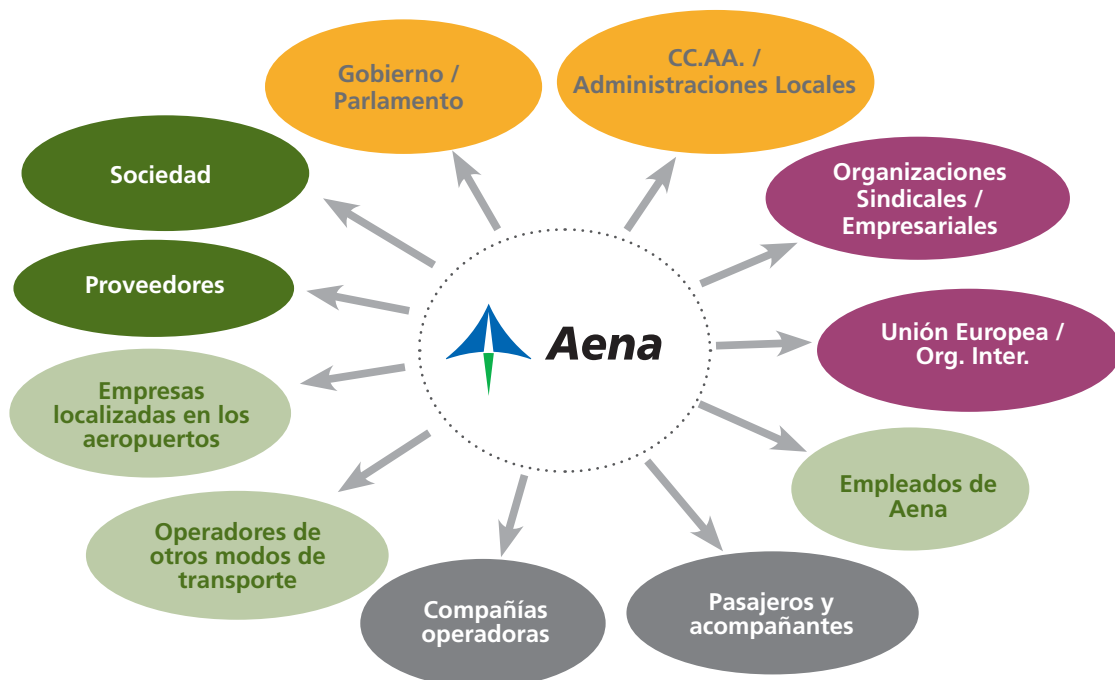 Gobierno /
Parlamento
CC.AA. /
Administraciones Locales
Sociedad
Organizaciones
Sindicales /
Empresariales
Proveedores
Aena
Unión Europea /
Org. Inter.
Empresas
localizadas en los
aeropuertos
Empleados de
Aena
Operadores de
otros modos de
transporte
Compañías
operadoras
Pasajeros y
acompañantes